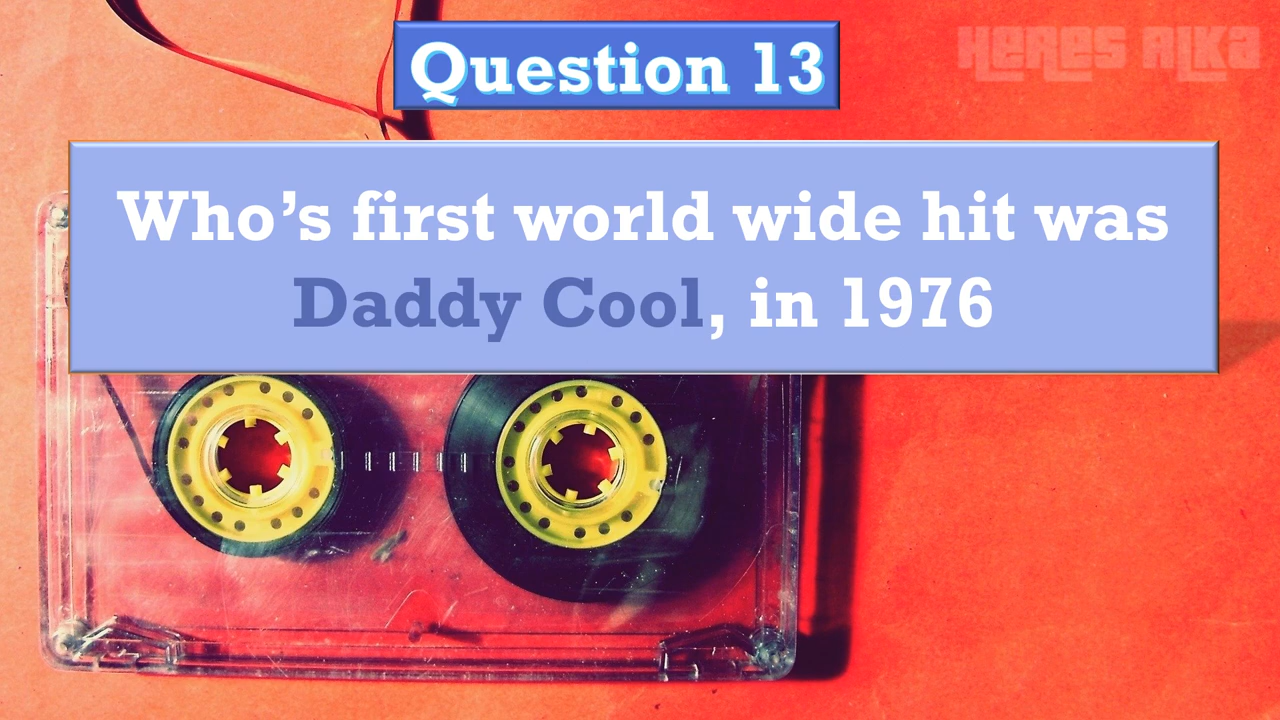 Question 13
HERES ALKA
Who's first world wide hit was
Daddy Cool, in 1976